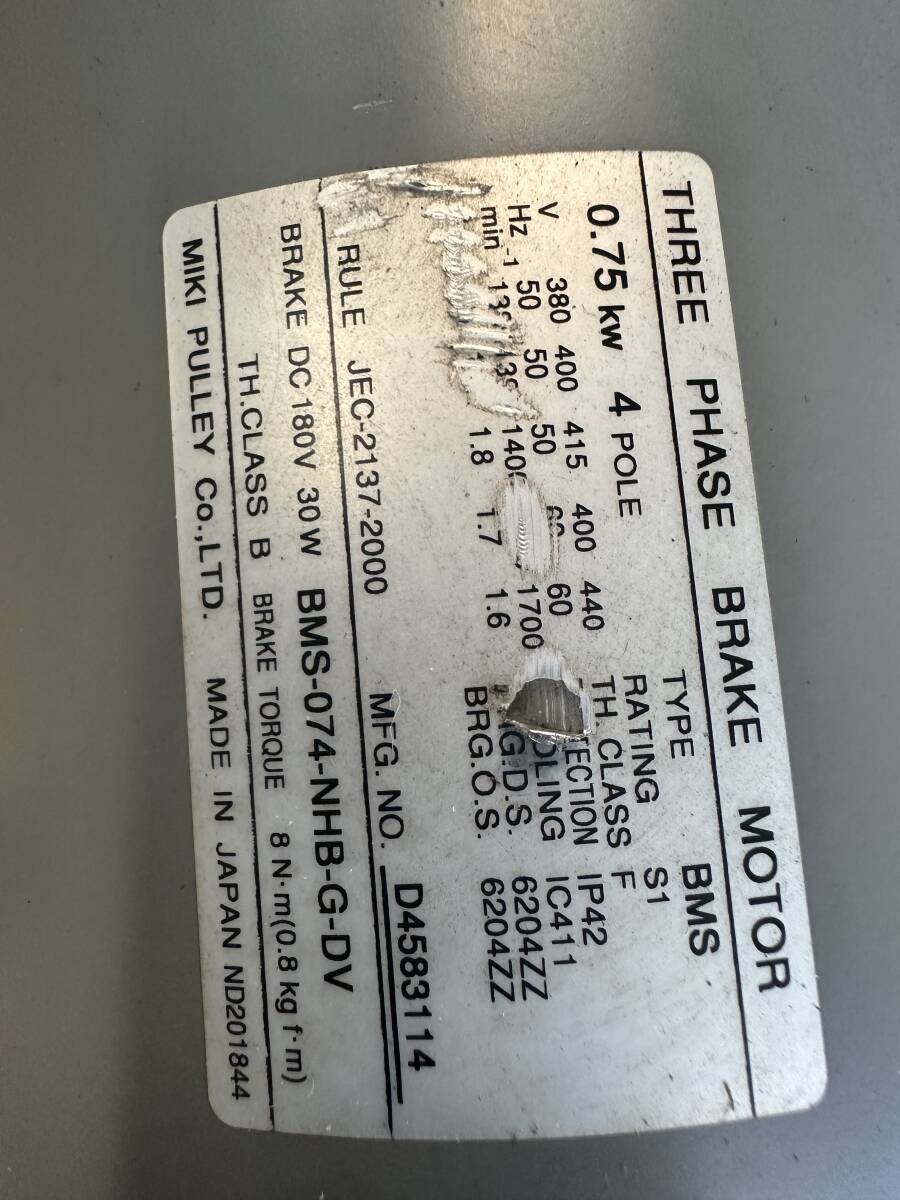 THREE PHASE BRAKE MOTOR
0.75 kW 4 POLE TYPE BMS
RATING S1
V 380 400 415 400 440 TH CLASS F
Hz 50 50 50 60 IP42
min-1 1700 IC411
BRG.D.S. 6204ZZ
1.8 1.7 1.6 BRG.O.S. 6204ZZ
RULE JEC-2137-2000 MFG. NO. D4583114
BRAKE DC180V 30W BMS-074-NHB-G-DV
TH.CLASS B BRAKE TORQUE 8 N·m(0.8 kg f·m)
MIKI PULLEY Co.,LTD. MADE IN JAPAN ND201844